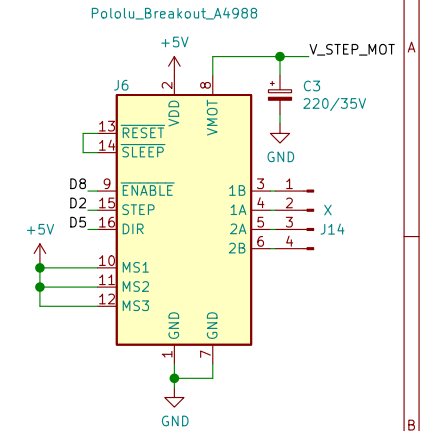 Pololu_Breakout_A4988
+5V
V_STEP_MOT
A
J6
2
8
C3
220/35V
VDD
VMOT
+
GND
13
RESET
14
SLEEP
D8
9
ENABLE
1B
3
1
D2
15
STEP
1A
4
2
X
D5
16
DIR
2A
5
3
J14
+5V
2B
6
4
10
MS1
11
MS2
12
MS3
GND
GND
1
7
GND
B